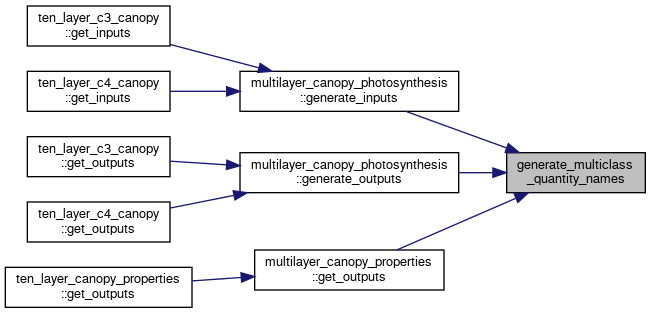 ten_layer_c3_canopy
::get_inputs
ten_layer_c4_canopy
::get_inputs
multilayer_canopy_photosynthesis
::generate_inputs
ten_layer_c3_canopy
::get_outputs
ten_layer_c4_canopy
::get_outputs
multilayer_canopy_photosynthesis
::generate_outputs
generate_multiclass
_quantity_names
ten_layer_canopy_properties
::get_outputs
multilayer_canopy_properties
::get_outputs